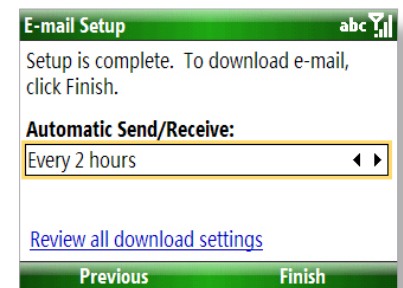 E-mail Setup abc
Setup is complete. To download e-mail,
click Finish.
Automatic Send/Receive:
Every 2 hours
Review all download settings
Previous Finish